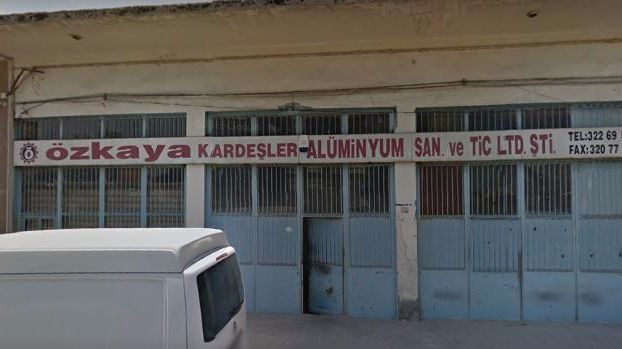 özkaya KARDEŞLER ALÜMİNYUM SAN. ve TİC LTD. ŞTİ.
TEL:322 69
FAX:320 77